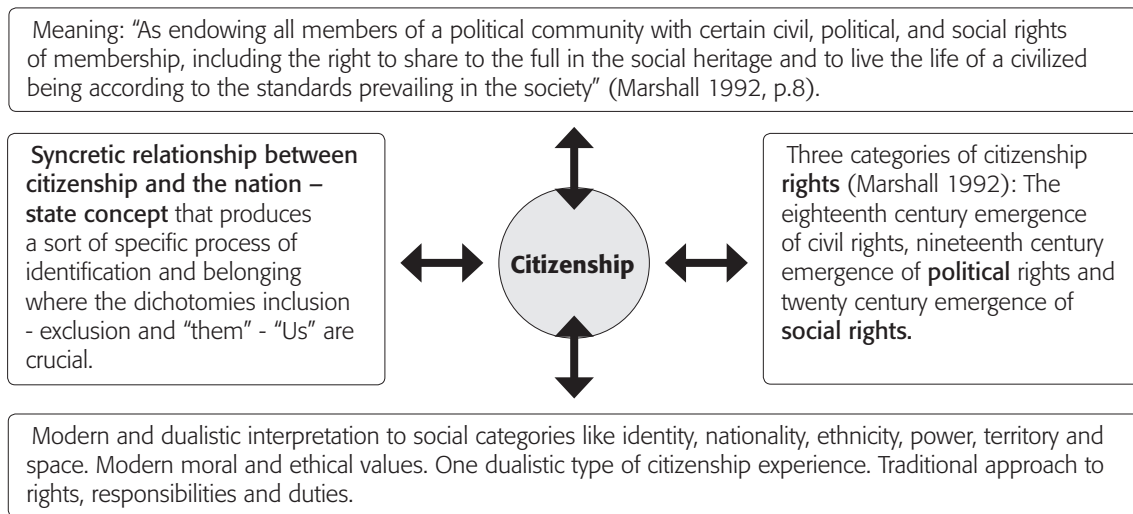 Meaning: “As endowing all members of a political community with certain civil, political, and social rights
of membership, including the right to share to the full in the social heritage and to live the life of a civilized
being according to the standards prevailing in the society” (Marshall 1992, p.8).
Syncretic relationship between
citizenship and the nation –
state concept that produces
a sort of specific process of
identification and belonging
where the dichotomies inclusion
- exclusion and “them” - “Us” are
crucial.
Citizenship
Three categories of citizenship
rights (Marshall 1992): The
eighteenth century emergence
of civil rights, nineteenth century
emergence of political rights and
twenty century emergence of
social rights.
Modern and dualistic interpretation to social categories like identity, nationality, ethnicity, power, territory and
space. Modern moral and ethical values. One dualistic type of citizenship experience. Traditional approach to
rights, responsibilities and duties.